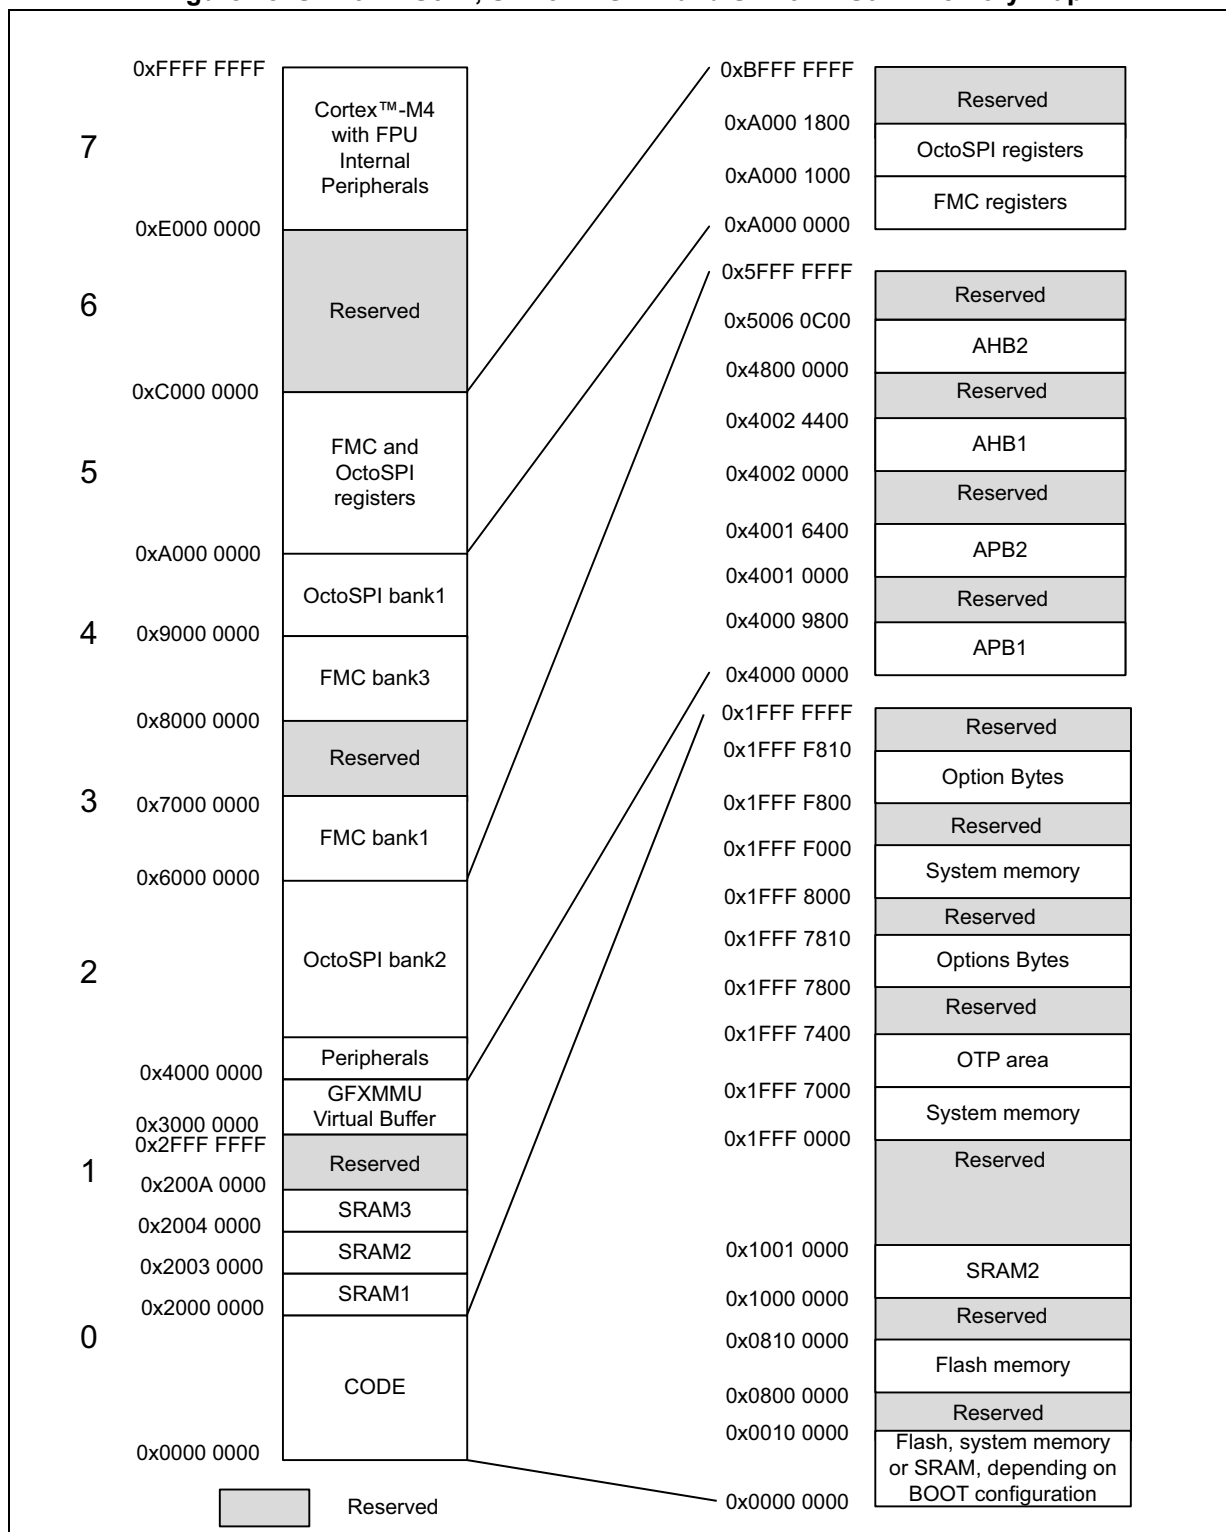 0xFFFF FFFF
Cortex™-M4
with FPU
Internal
Peripherals
7
0xE000 0000
Reserved
6
0xC000 0000
FMC and
OctoSPI
registers
5
0xA000 0000
OctoSPI bank1
4
0x9000 0000
FMC bank3
0x8000 0000
Reserved
3
0x7000 0000
FMC bank1
0x6000 0000
OctoSPI bank2
2
Peripherals
0x4000 0000
GFXMMU
Virtual Buffer
0x3000 0000
0x2FFF FFFF
Reserved
1
0x200A 0000
SRAM3
0x2004 0000
SRAM2
0x2003 0000
SRAM1
0x2000 0000
0
CODE
0x0000 0000
Reserved
0xBFFF FFFF
Reserved
0xA000 1800
OctoSPI registers
0xA000 1000
FMC registers
0xA000 0000
0x5FFF FFFF
Reserved
0x5006 0C00
AHB2
0x4800 0000
Reserved
0x4002 4400
AHB1
0x4002 0000
Reserved
0x4001 6400
APB2
0x4001 0000
Reserved
0x4000 9800
APB1
0x4000 0000
0x1FFF FFFF
Reserved
0x1FFF F810
Option Bytes
0x1FFF F800
Reserved
0x1FFF F000
System memory
0x1FFF 8000
Reserved
0x1FFF 7810
Options Bytes
0x1FFF 7800
Reserved
0x1FFF 7400
OTP area
0x1FFF 7000
System memory
0x1FFF 0000
Reserved
0x1001 0000
SRAM2
0x1000 0000
Reserved
0x0810 0000
Flash memory
0x0800 0000
Reserved
0x0010 0000
Flash, system memory
or SRAM, depending on
BOOT configuration
0x0000 0000